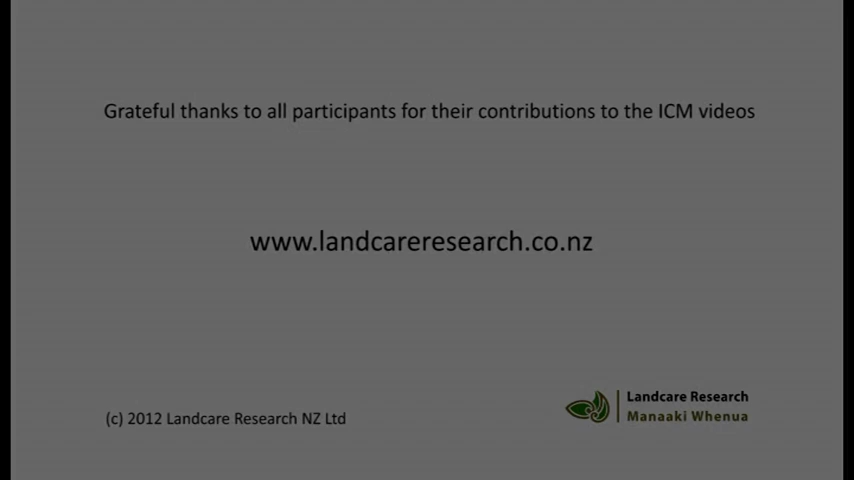 Grateful thanks to all participants for their contributions to the ICM videos
www.landcareresearch.co.nz
(c) 2012 Landcare Research NZ Ltd
Landcare Research
Manaaki Whenua